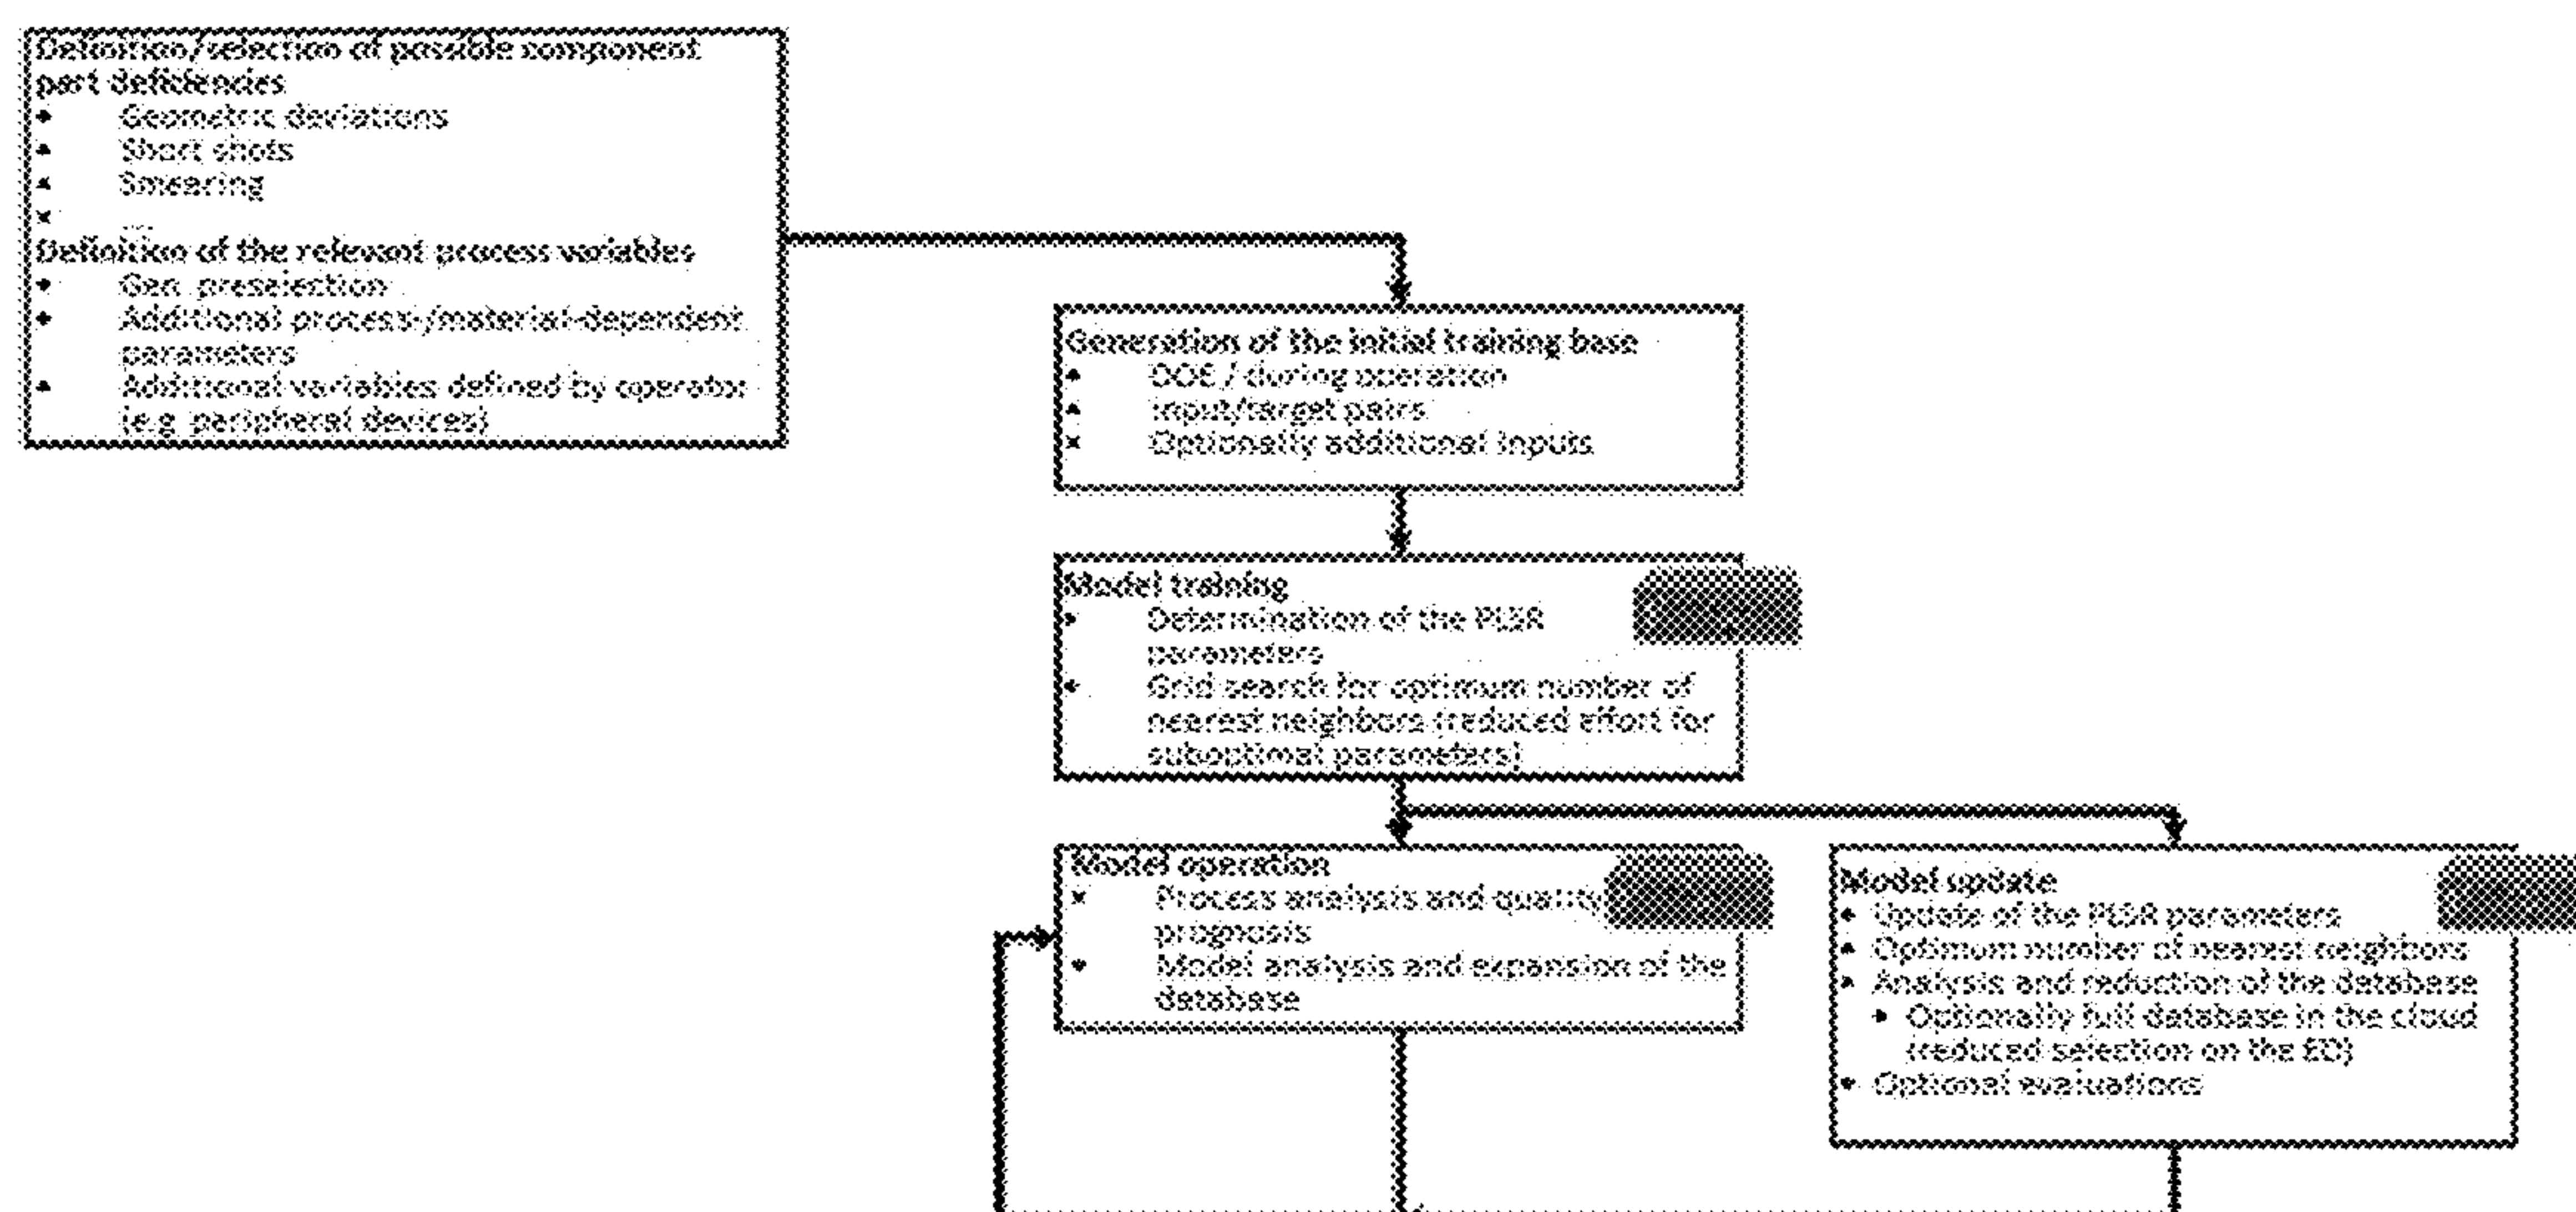 Definition/selection of possible component
part deficiencies
Geometric deviations
Short shots
Smearing
...
Definition of the relevant process variables
Gen. preselection
Additional process-/material-dependent
parameters
Additional variables defined by operator
(e.g. peripheral devices)
Generation of the initial training base
DOE / during operation
Input/target pairs
Optionally additional inputs
Model training
Determination of the PLSR
parameters
Grid search for optimum number of
nearest neighbors (reduced effort for
suboptimal parameters)
Model operation
Process analysis and quality
prognosis
Model analysis and expansion of the
database
Model update
Update of the PLSR parameters
Optimum number of nearest neighbors
Analysis and reduction of the database
Optionally full database in the cloud
(reduced selection on the ED)
Optional evaluations